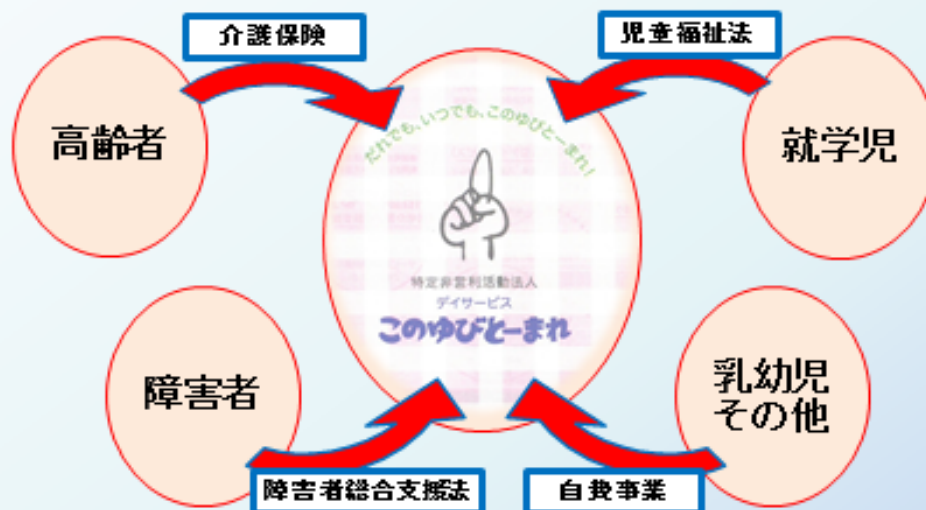 介護保険
児童福祉法
高齢者
就学児
だれでも、いつでも、このゆびとーまれ!
特定非営利活動法人
デイサービス
このゆびとーまれ
障害者
乳幼児
その他
障害者総合支援法
自費事業